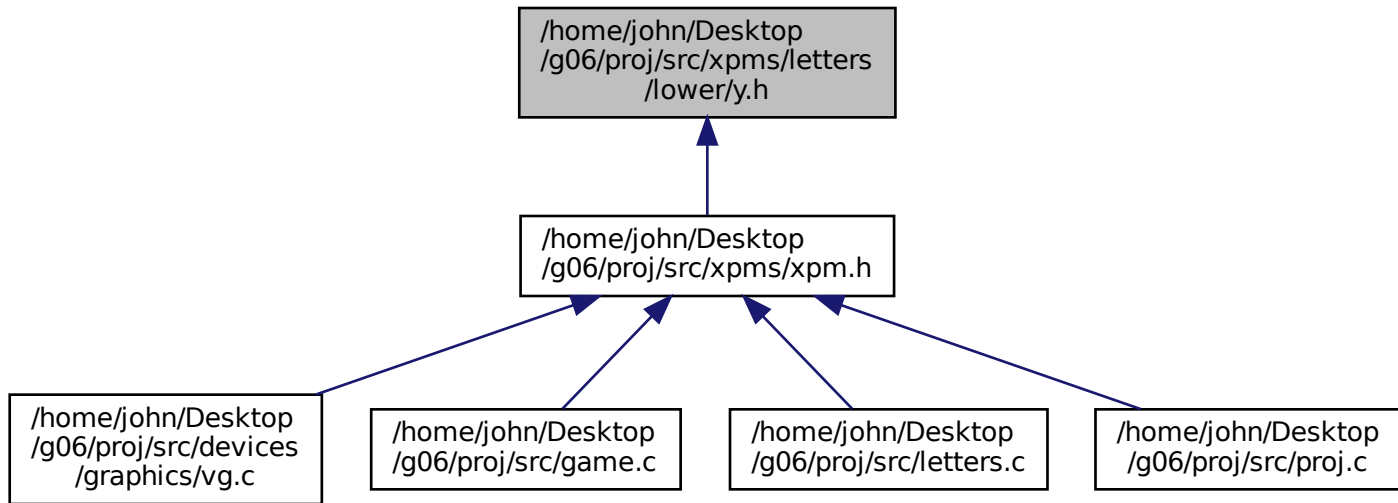 /home/john/Desktop
/g06/proj/src/xpms/letters
/lower/y.h
/home/john/Desktop
/g06/proj/src/xpms/xpm.h
/home/john/Desktop
/g06/proj/src/devices
/graphics/vg.c
/home/john/Desktop
/g06/proj/src/game.c
/home/john/Desktop
/g06/proj/src/letters.c
/home/john/Desktop
/g06/proj/src/proj.c